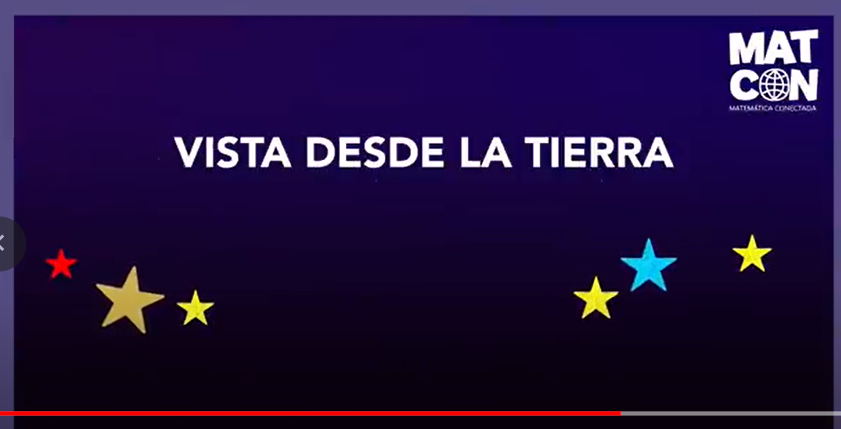 MAT
CON
MATEMÁTICA CONECTADA
VISTA DESDE LA TIERRA